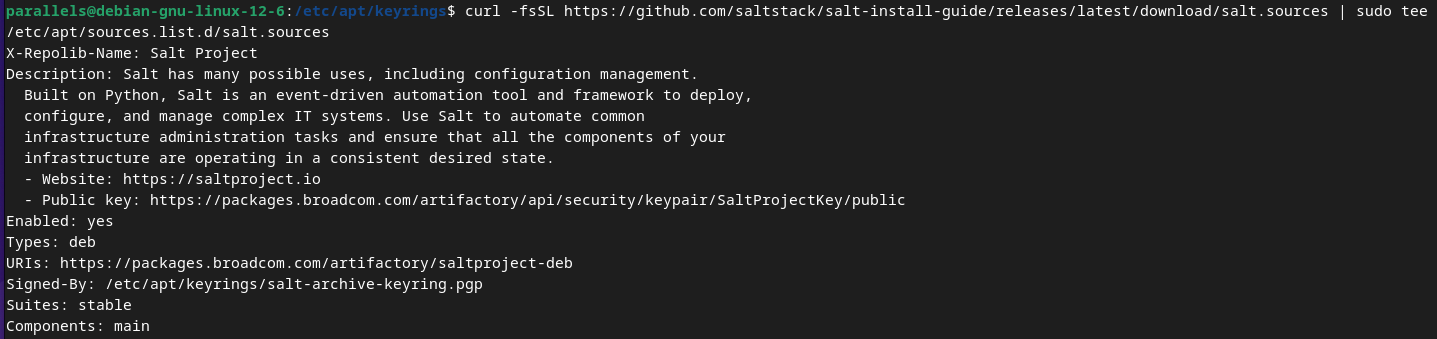 parallels@debian-gnu-linux-12-6:/etc/apt/keyrings$ curl -fsSL https://github.com/saltstack/salt-install-guide/releases/latest/download/salt.sources | sudo tee
/etc/apt/sources.list.d/salt.sources
X-Repolib-Name: Salt Project
Description: Salt has many possible uses, including configuration management.
  Built on Python, Salt is an event-driven automation tool and framework to deploy,
  configure, and manage complex IT systems. Use Salt to automate common
  infrastructure administration tasks and ensure that all the components of your
  infrastructure are operating in a consistent desired state.
  - Website: https://saltproject.io
  - Public key: https://packages.broadcom.com/artifactory/api/security/keypair/SaltProjectKey/public
Enabled: yes
Types: deb
URIs: https://packages.broadcom.com/artifactory/saltproject-deb
Signed-By: /etc/apt/keyrings/salt-archive-keyring.pgp
Suites: stable
Components: main